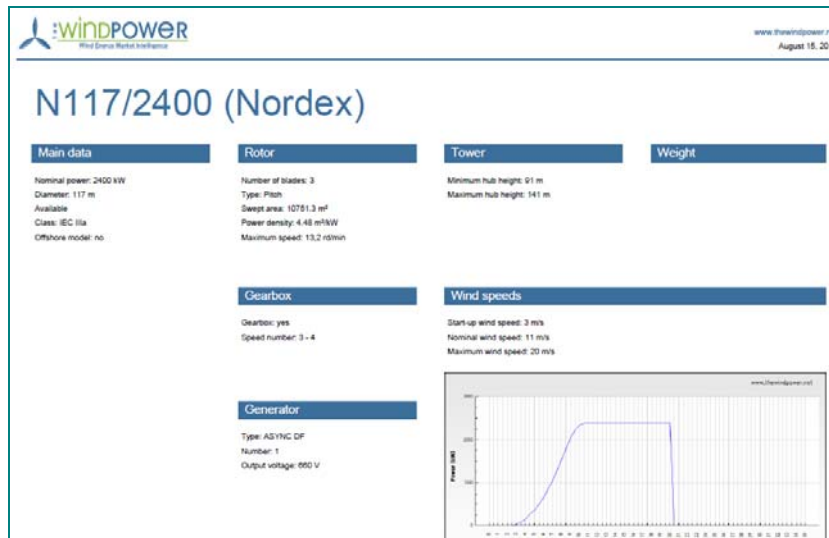 THE WINDPOWER
Wind Energy Market Intelligence
www.thewindpower.n
August 15, 20
N117/2400 (Nordex)
Main data
Nominal power: 2400 kW
Diameter: 117 m
Available
Class: IEC IIIa
Offshore model: no
Rotor
Number of blades: 3
Type: Pitch
Swept area: 10751.3 m²
Power density: 4.48 m²/kW
Maximum speed: 13,2 rd/min
Tower
Minimum hub height: 91 m
Maximum hub height: 141 m
Weight
Gearbox
Gearbox: yes
Speed number: 3 - 4
Wind speeds
Start-up wind speed: 3 m/s
Nominal wind speed: 11 m/s
Maximum wind speed: 20 m/s
Generator
Type: ASYNC DF
Number: 1
Output voltage: 660 V
www.thewindpower.net
Power (kW)